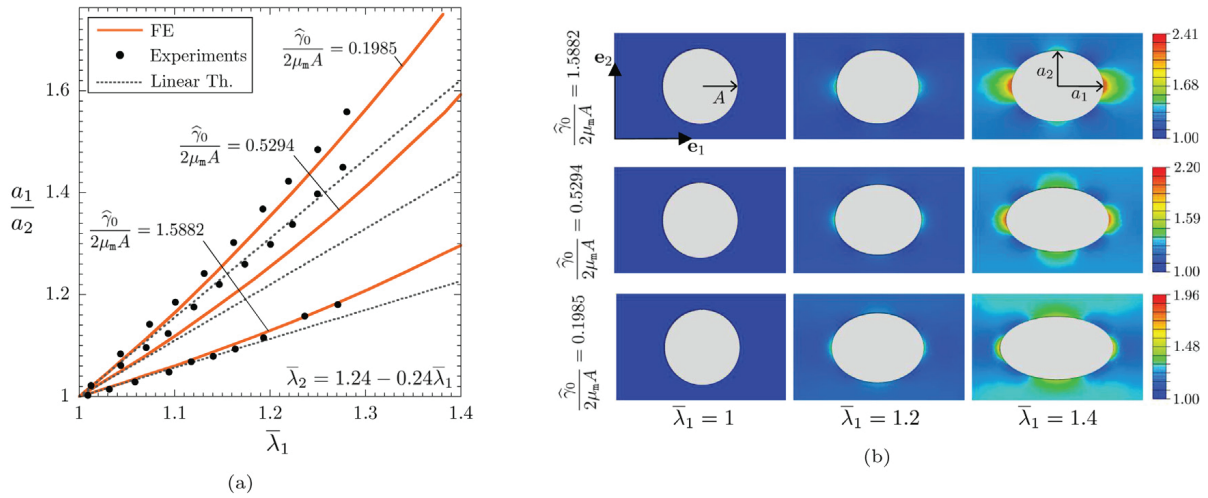 FE
Experiments
Linear Th.
γ̂₀/2μₘA = 0.1985
γ̂₀/2μₘA = 0.5294
γ̂₀/2μₘA = 1.5882
a₁/a₂
1.6
1.4
1.2
1
λ̄₂ = 1.24 − 0.24λ̄₁
1 1.1 1.2 1.3 1.4
λ̄₁
(a)
γ̂₀/2μₘA = 1.5882
e₂
e₁
A
a₂
a₁
2.41
1.68
1.00
γ̂₀/2μₘA = 0.5294
2.20
1.59
1.00
γ̂₀/2μₘA = 0.1985
1.96
1.48
1.00
λ̄₁ = 1 λ̄₁ = 1.2 λ̄₁ = 1.4
(b)